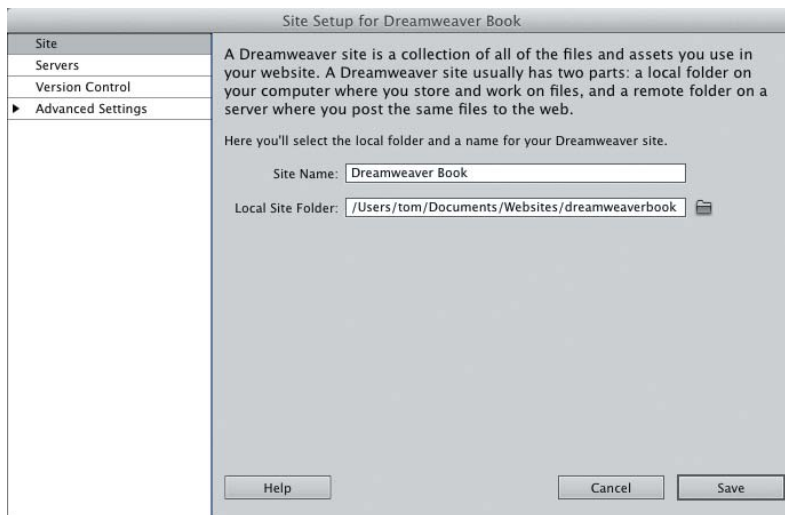 Site Setup for Dreamweaver Book
Site
Servers
Version Control
Advanced Settings
A Dreamweaver site is a collection of all of the files and assets you use in
your website. A Dreamweaver site usually has two parts: a local folder on
your computer where you store and work on files, and a remote folder on a
server where you post the same files to the web.
Here you'll select the local folder and a name for your Dreamweaver site.
Site Name: Dreamweaver Book
Local Site Folder: /Users/tom/Documents/Websites/dreamweaverbook
Help
Cancel
Save